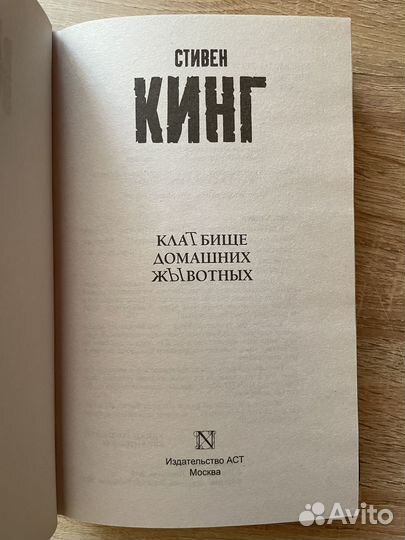 СТИВЕН
КИНГ
КЛАТБИЩЕ
ДОМАШНИХ
ЖЫВОТНЫХ
N
Издательство АСТ
Москва
Avito